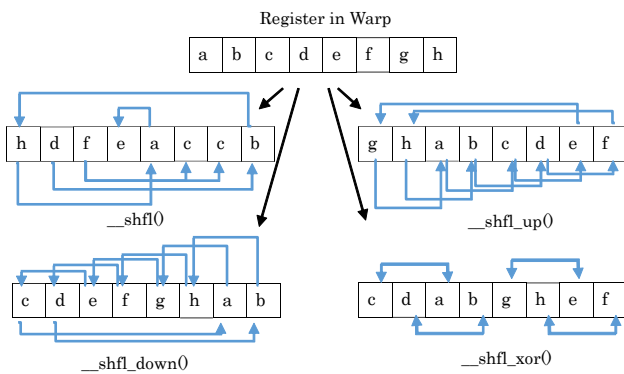 Register in Warp
a b c d e f g h
h d f e a c c b
__shfl()
g h a b c d e f
__shfl_up()
c d e f g h a b
__shfl_down()
c d a b g h e f
__shfl_xor()